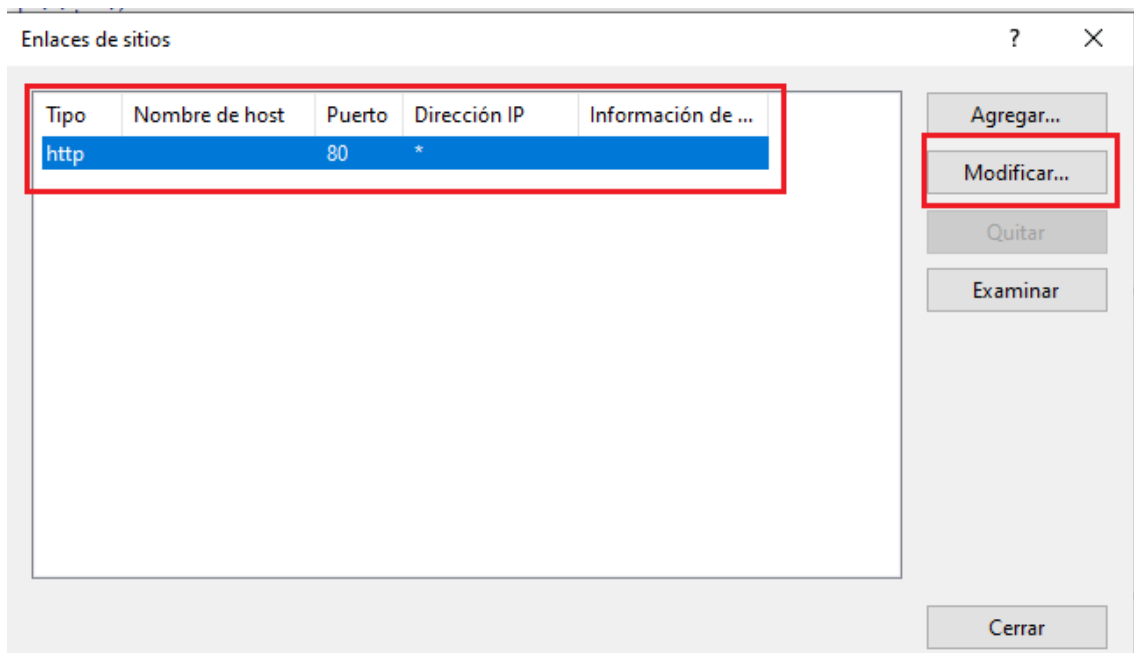 Enlaces de sitios ?
Tipo Nombre de host Puerto Dirección IP Información de ...
http 80 *
Agregar...
Modificar...
Quitar
Examinar
Cerrar